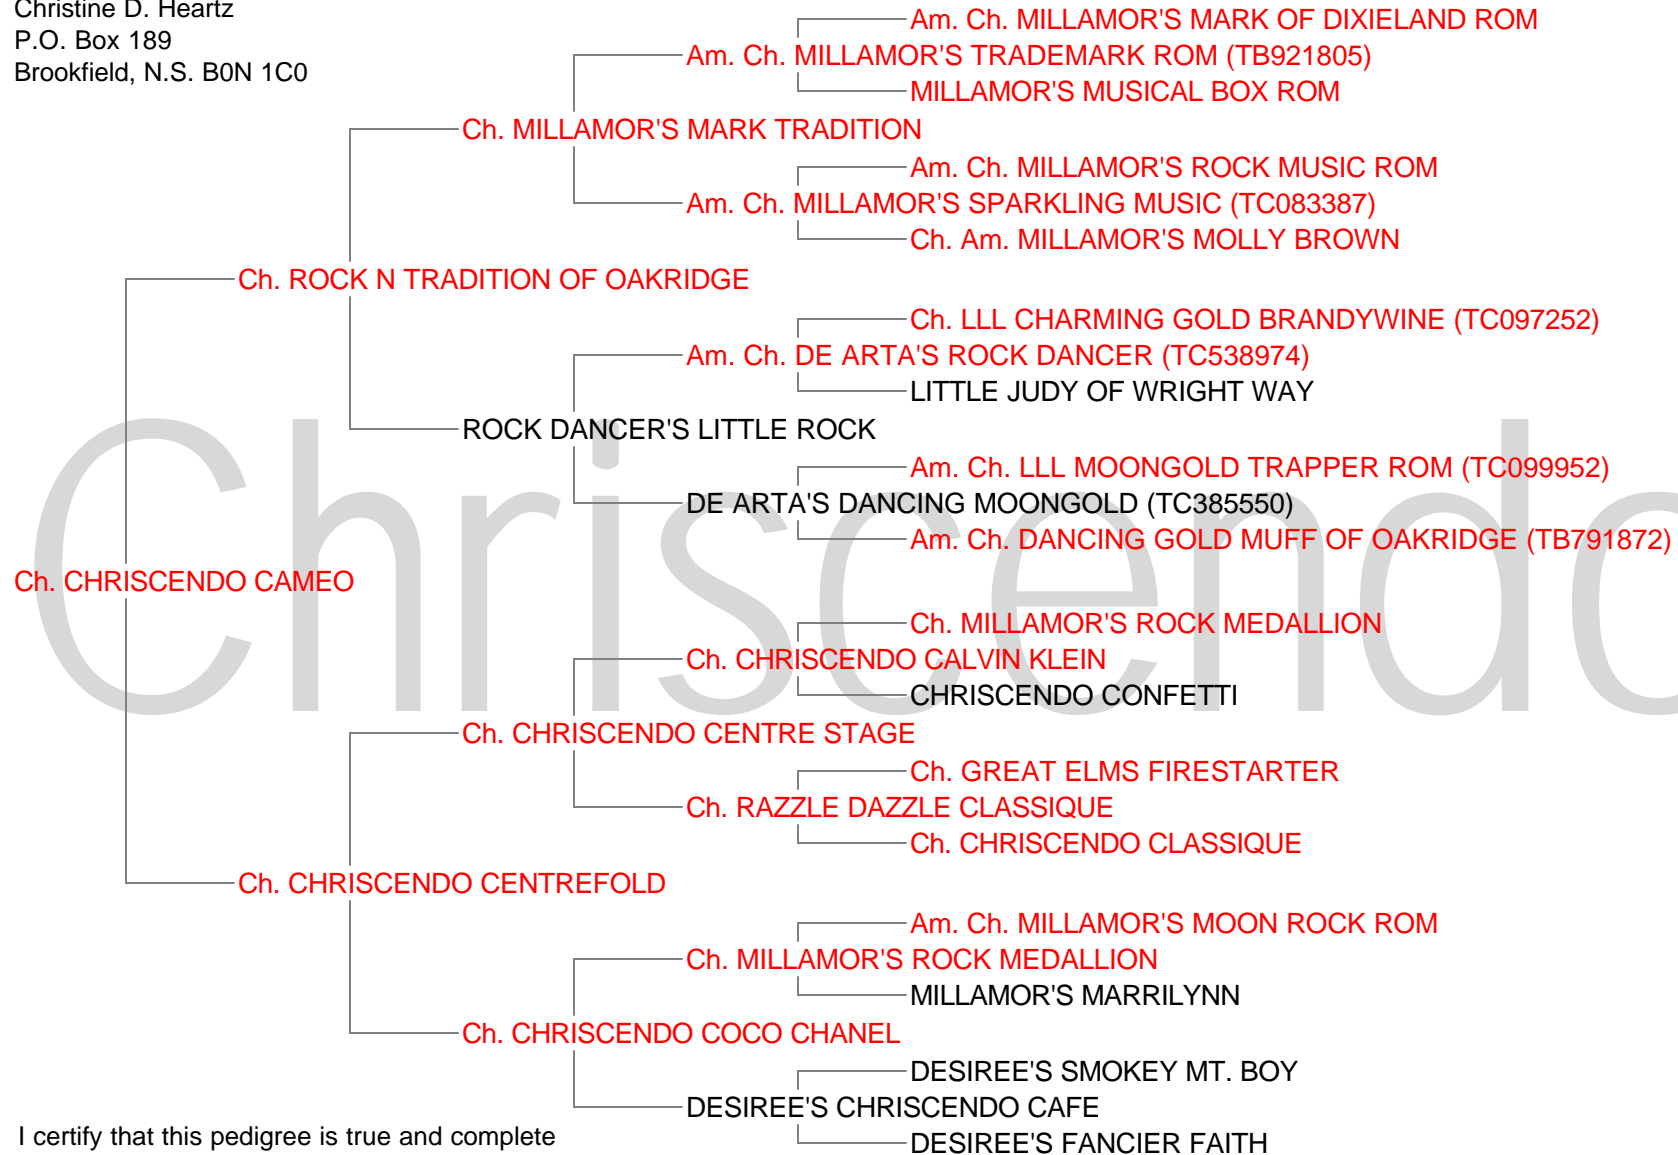 Christine D. Heartz
P.O. Box 189
Brookfield, N.S. B0N 1C0
Am. Ch. MILLAMOR'S MARK OF DIXIELAND ROM
Am. Ch. MILLAMOR'S TRADEMARK ROM (TB921805)
MILLAMOR'S MUSICAL BOX ROM
Ch. MILLAMOR'S MARK TRADITION
Am. Ch. MILLAMOR'S ROCK MUSIC ROM
Am. Ch. MILLAMOR'S SPARKLING MUSIC (TC083387)
Ch. Am. MILLAMOR'S MOLLY BROWN
Ch. ROCK N TRADITION OF OAKRIDGE
Ch. LLL CHARMING GOLD BRANDYWINE (TC097252)
Am. Ch. DE ARTA'S ROCK DANCER (TC538974)
LITTLE JUDY OF WRIGHT WAY
ROCK DANCER'S LITTLE ROCK
Am. Ch. LLL MOONGOLD TRAPPER ROM (TC099952)
DE ARTA'S DANCING MOONGOLD (TC385550)
Am. Ch. DANCING GOLD MUFF OF OAKRIDGE (TB791872)
Ch. CHRISCENDO CAMEO
Chriscendo
Ch. MILLAMOR'S ROCK MEDALLION
Ch. CHRISCENDO CALVIN KLEIN
CHRISCENDO CONFETTI
Ch. CHRISCENDO CENTRE STAGE
Ch. GREAT ELMS FIRESTARTER
Ch. RAZZLE DAZZLE CLASSIQUE
Ch. CHRISCENDO CLASSIQUE
Ch. CHRISCENDO CENTREFOLD
Am. Ch. MILLAMOR'S MOON ROCK ROM
Ch. MILLAMOR'S ROCK MEDALLION
MILLAMOR'S MARRILYNN
Ch. CHRISCENDO COCO CHANEL
DESIREE'S SMOKEY MT. BOY
DESIREE'S CHRISCENDO CAFE
DESIREE'S FANCIER FAITH
I certify that this pedigree is true and complete